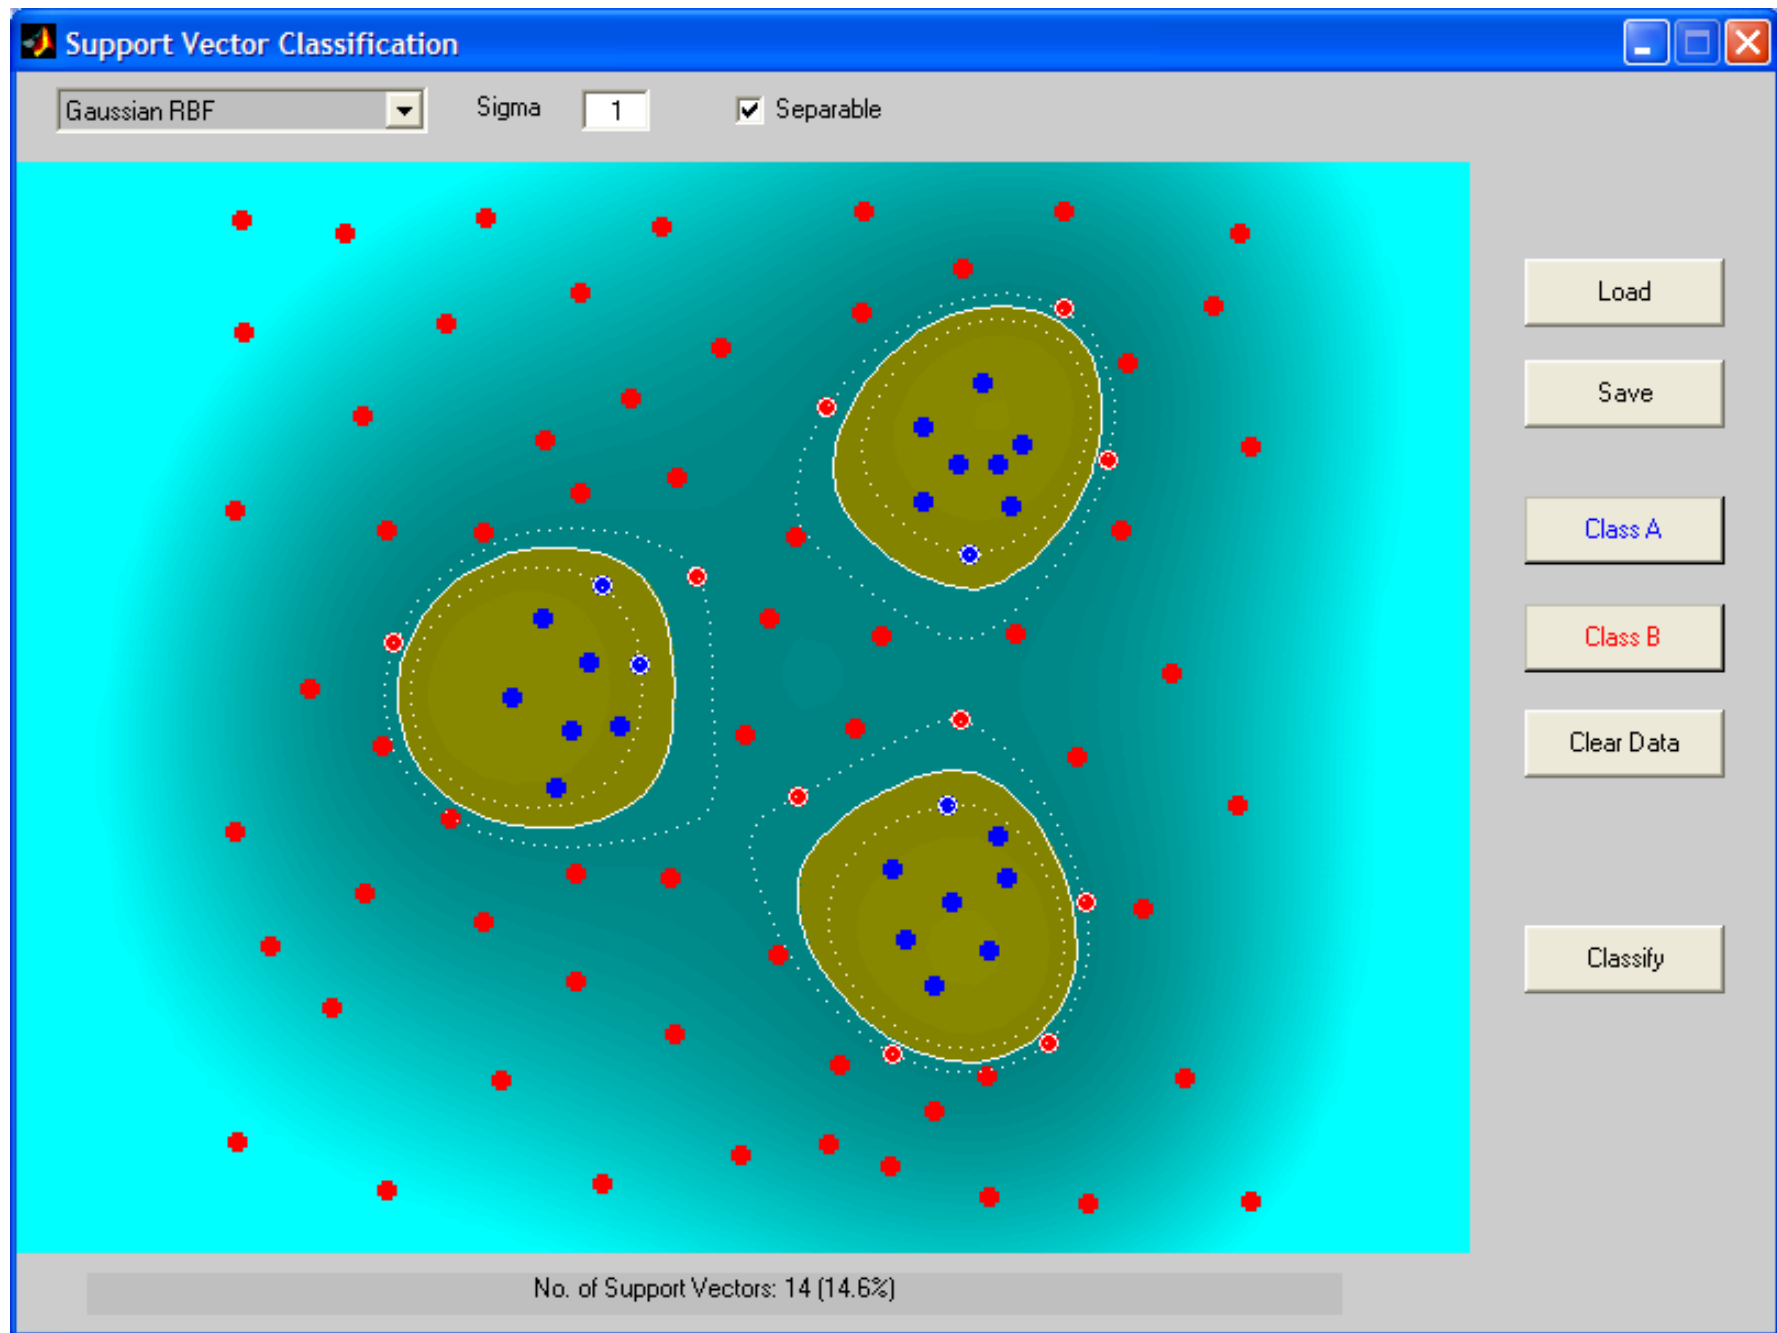 Support Vector Classification
Gaussian RBF Sigma 1 Separable
Load
Save
Class A
Class B
Clear Data
Classify
No. of Support Vectors: 14 (14.6%)